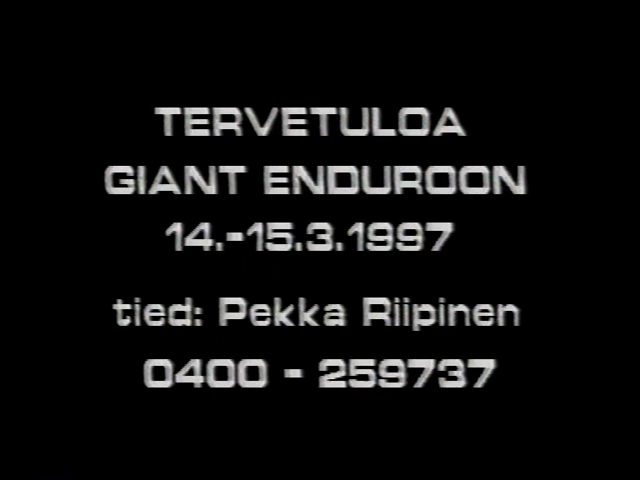 TERVETULOA
GIANT ENDUROON
14.-15.3.1997
tied: Pekka Riipinen
0400 - 259737